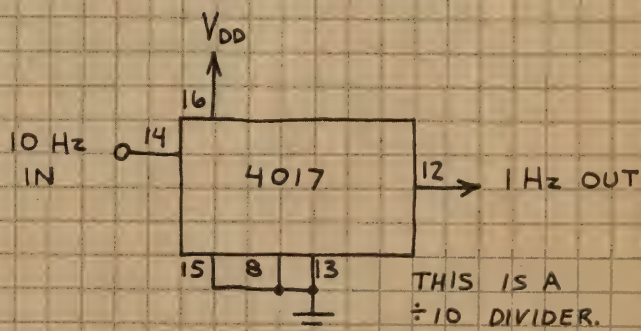 VDD
16
10 Hz
IN
14
4017
12
1 Hz OUT
15
8
13
THIS IS A
÷10 DIVIDER.